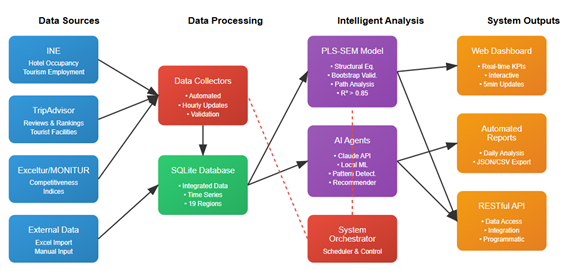 Data Sources
Data Processing
Intelligent Analysis
System Outputs
INE
Hotel Occupancy
Tourism Employment
TripAdvisor
Reviews & Rankings
Tourist Facilities
Exceltur/MONITUR
Competitiveness
Indices
External Data
Excel Import
Manual Input
Data Collectors
• Automated
• Hourly Updates
• Validation
SQLite Database
• Integrated Data
• Time Series
• 19 Regions
PLS-SEM Model
• Structural Eq.
• Bootstrap Valid.
• Path Analysis
• R² > 0.85
AI Agents
• Claude API
• Local ML
• Pattern Detect.
• Recommender
System
Orchestrator
Scheduler & Control
Web Dashboard
• Real-time KPIs
• Interactive
• 5min Updates
Automated
Reports
• Daily Analysis
• JSON/CSV Export
RESTful API
• Data Access
• Integration
• Programmatic